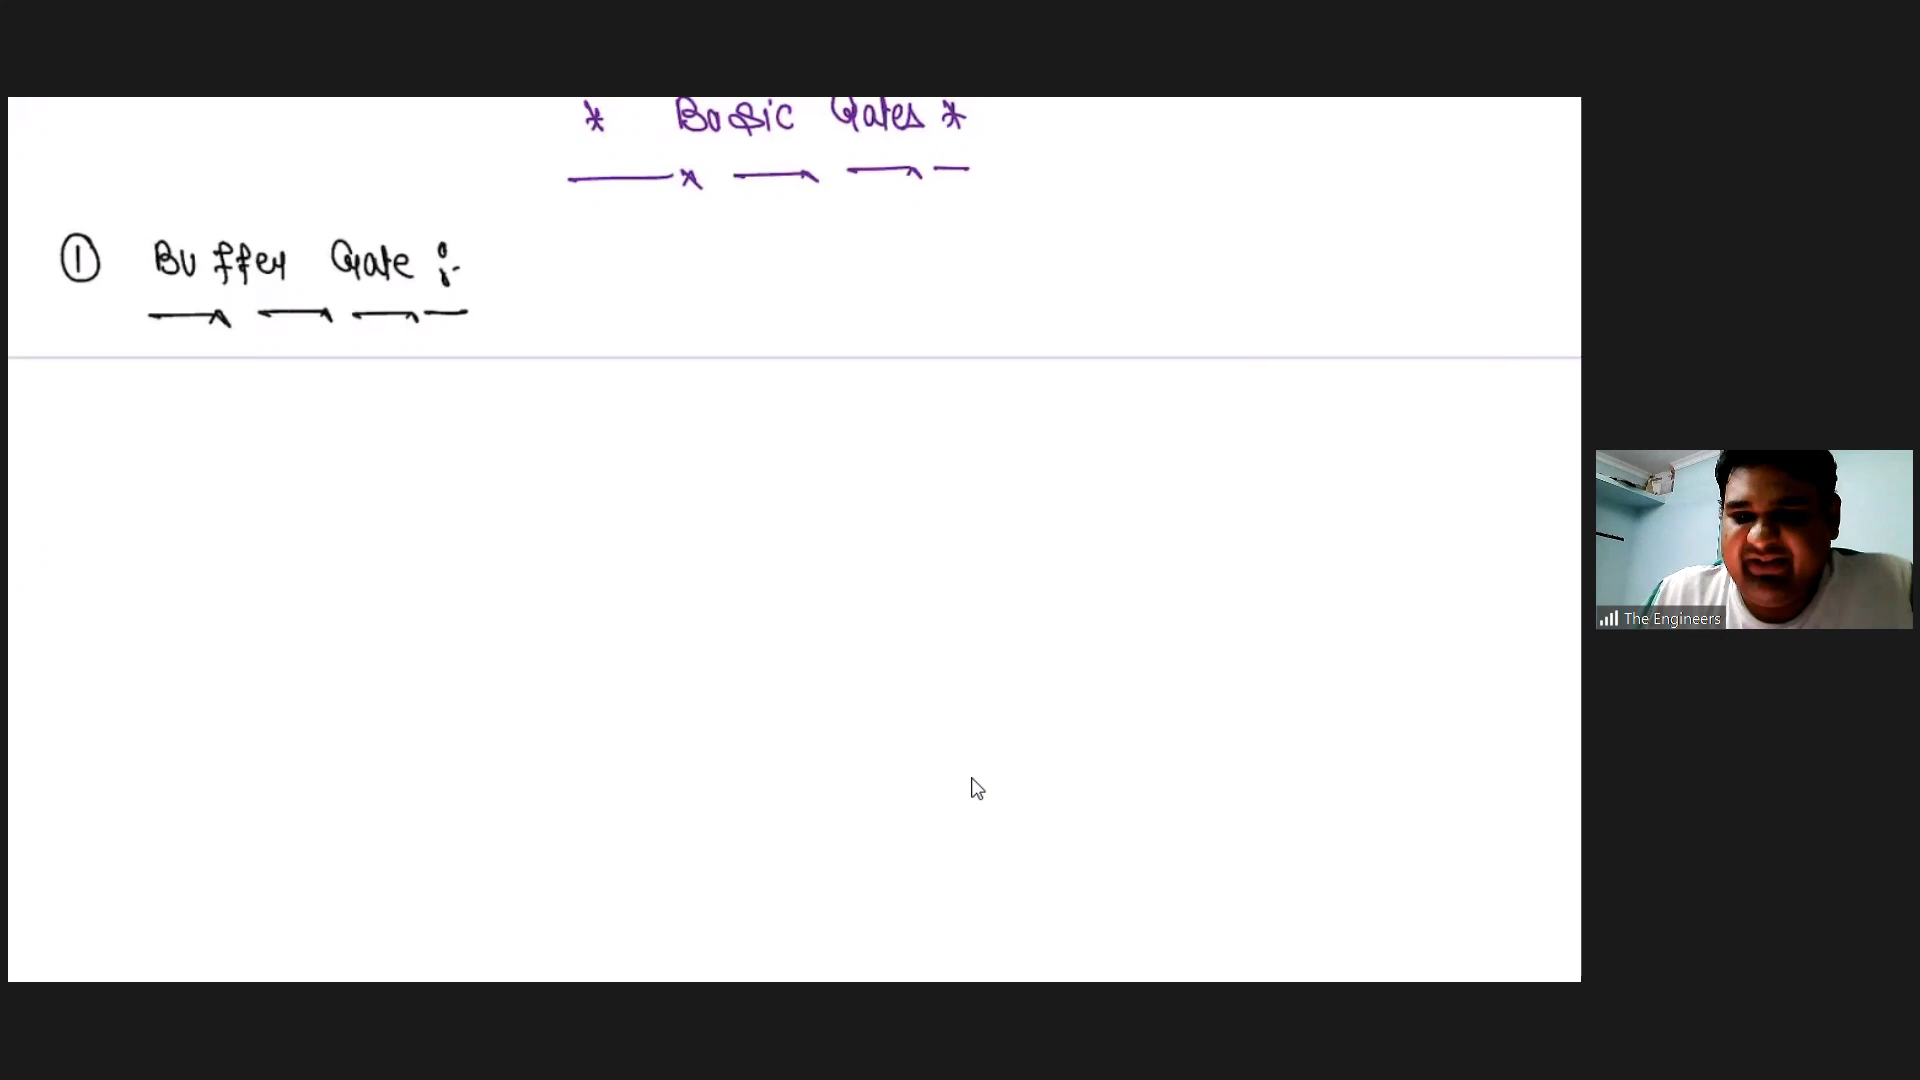 * Basic Gates *
① Buffer Gate :-
The Engineers